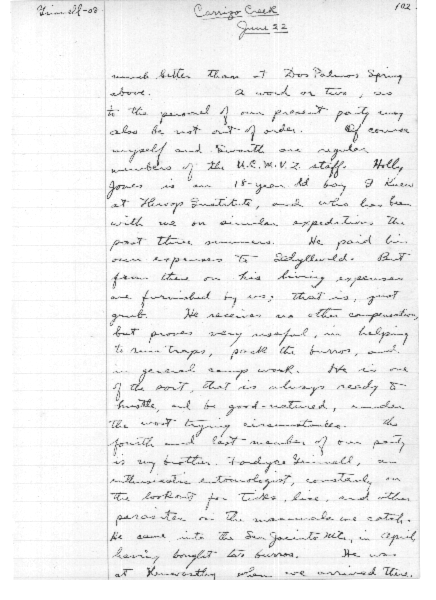 Grinnell-08
Carrizo Creek
102
June 22
much better than at Dos Palmos Spring
above. A word or two, as
to the personel of our present party may
also be not out of order. Of course
myself and Swarth are regular
members of the U.C.M.V.Z. staff. Holly
Jones is an 18-year old boy I knew
at Throop Institute, and who has been
with me on similar expeditions the
past three summers. He paid his
own expenses to Idyllwild. But
from then on his living expenses
are furnished by us; that is, just
grub. He receives no other compensation,
but proves very useful, in helping
to run traps, pack the burros, and
in general camp work. He is one
of the sort, that is always ready to
hustle, and be good-natured, under
the most trying circumstances. The
fourth and last member of our party
is my brother, Fordyce Grinnell, an
enthusiastic entomologist, constantly on
the lookout for ticks, lice, and other
parasites on the mammals we catch.
He came into the San Jacinto Mts. in April
having bought two burros. He was
at Kenworthy when we arrived there.